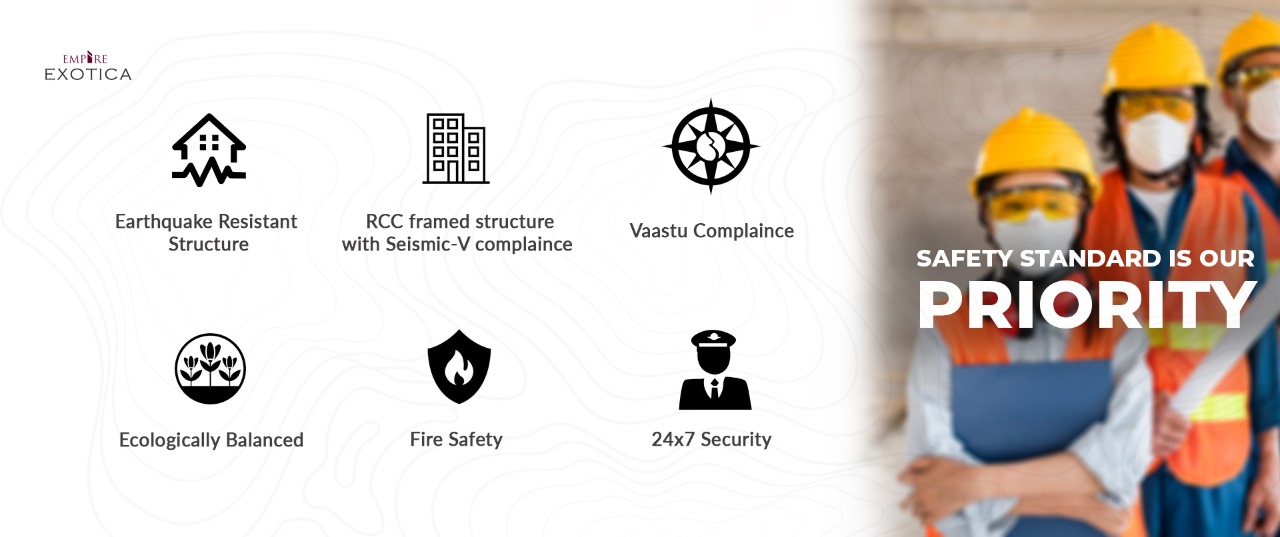 EMPIRE
EXOTICA
Earthquake Resistant
Structure
RCC framed structure
with Seismic-V complaince
Vaastu Complaince
SAFETY STANDARD IS OUR
PRIORITY
Ecologically Balanced
Fire Safety
24x7 Security